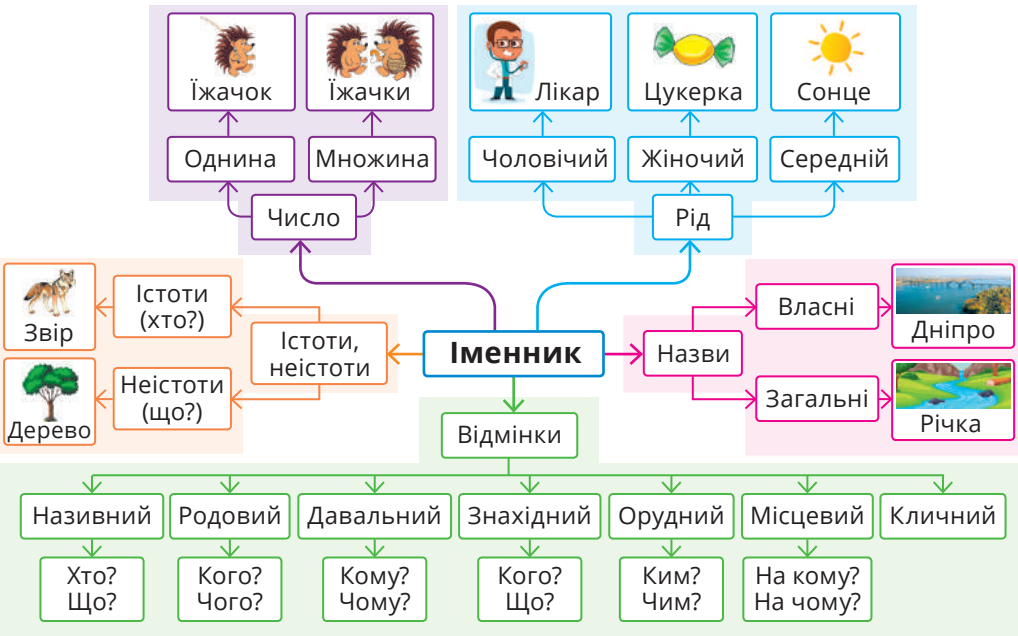 Їжачок
Їжачки
Лікар
Цукерка
Сонце
Однина
Множина
Чоловічий
Жіночий
Середній
Число
Рід
Звір
Істоти
(хто?)
Істоти,
неістоти
Неістоти
(що?)
Дерево
Іменник
Назви
Власні
Дніпро
Загальні
Річка
Відмінки
Називний
Родовий
Давальний
Знахідний
Орудний
Місцевий
Кличний
Хто?
Що?
Кого?
Чого?
Кому?
Чому?
Кого?
Що?
Ким?
Чим?
На кому?
На чому?